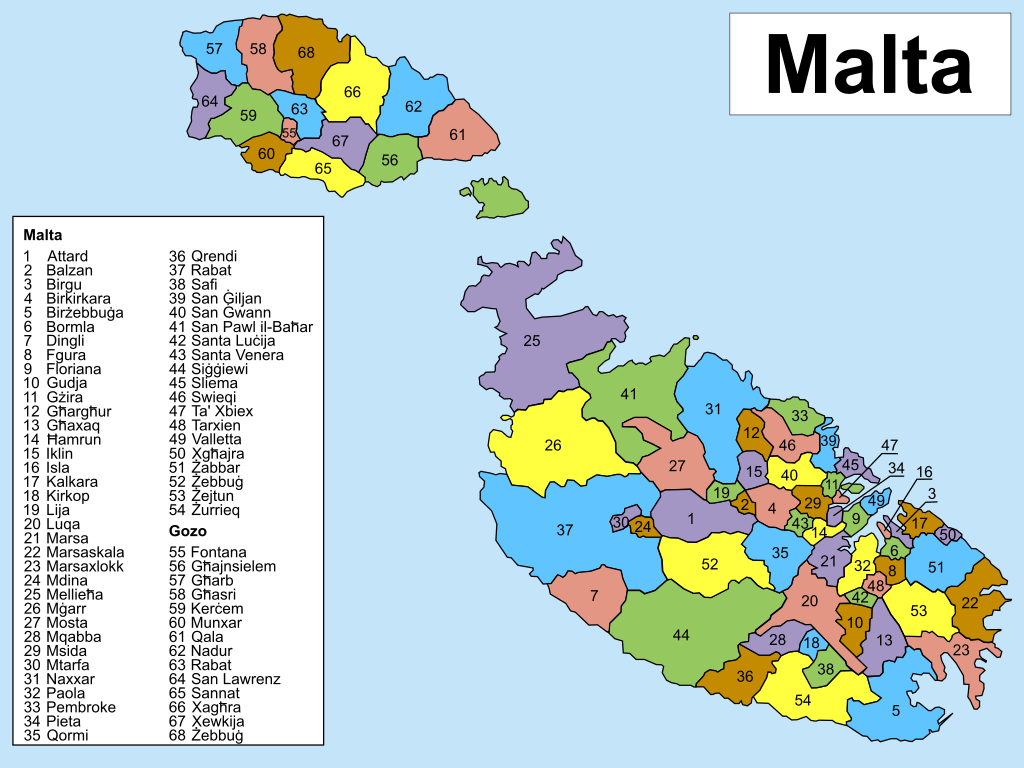 Malta
Malta
1 Attard
2 Balzan
3 Birgu
4 Birkirkara
5 Birżebbuġa
6 Bormla
7 Dingli
8 Fgura
9 Floriana
10 Gudja
11 Gżira
12 Għargħur
13 Għaxaq
14 Ħamrun
15 Iklin
16 Isla
17 Kalkara
18 Kirkop
19 Lija
20 Luqa
21 Marsa
22 Marsaskala
23 Marsaxlokk
24 Mdina
25 Mellieħa
26 Mġarr
27 Mosta
28 Mqabba
29 Msida
30 Mtarfa
31 Naxxar
32 Paola
33 Pembroke
34 Pieta
35 Qormi
36 Qrendi
37 Rabat
38 Safi
39 San Ġiljan
40 San Ġwann
41 San Pawl il-Baħar
42 Santa Luċija
43 Santa Venera
44 Siġġiewi
45 Sliema
46 Swieqi
47 Ta' Xbiex
48 Tarxien
49 Valletta
50 Xgħajra
51 Żabbar
52 Żebbuġ
53 Żejtun
54 Żurrieq
Gozo
55 Fontana
56 Għajnsielem
57 Għarb
58 Għasri
59 Kerċem
60 Munxar
61 Qala
62 Nadur
63 Rabat
64 San Lawrenz
65 Sannat
66 Xagħra
67 Xewkija
68 Żebbuġ
57
58
68
64
66
62
63
59
55
61
67
60
56
65
25
41
31
33
12
46
39
26
47
45
27
15
40
34
16
19
11
49
3
2
4
29
30
24
1
43
9
17
14
50
37
6
35
21
52
32
8
51
48
7
42
20
22
53
10
44
28
18
13
23
38
36
54
5